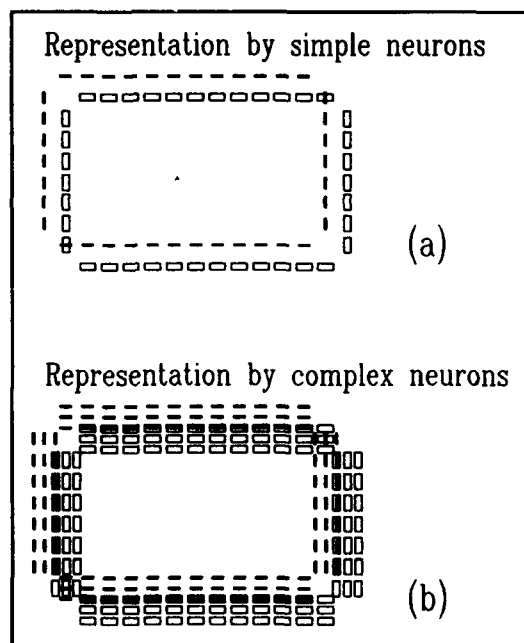 Representation by simple neurons
(a)
Representation by complex neurons
(b)